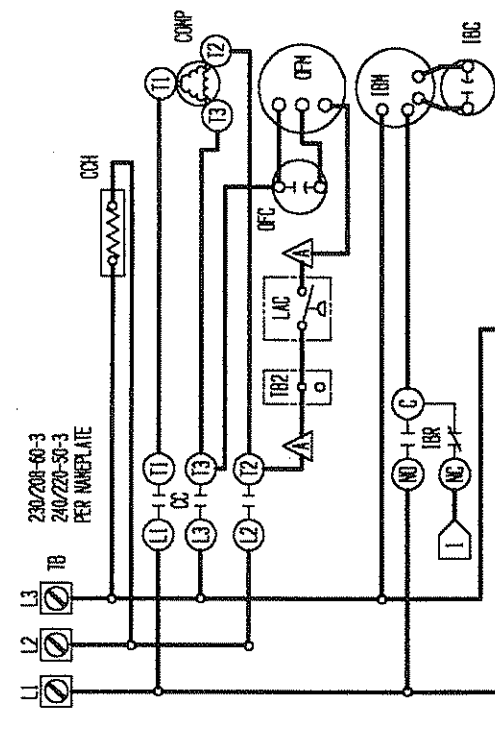 230/208-60-3
240/220-50-3
PER NAMEPLATE
L3
L2
L1
TB
CCH
COMP
T1
T2
T3
OFM
OFC
IBM
IBC
A
LAC
TB2
A
T1
T3
T2
CC
L1
L3
L2
C
IBR
NO
NC
1